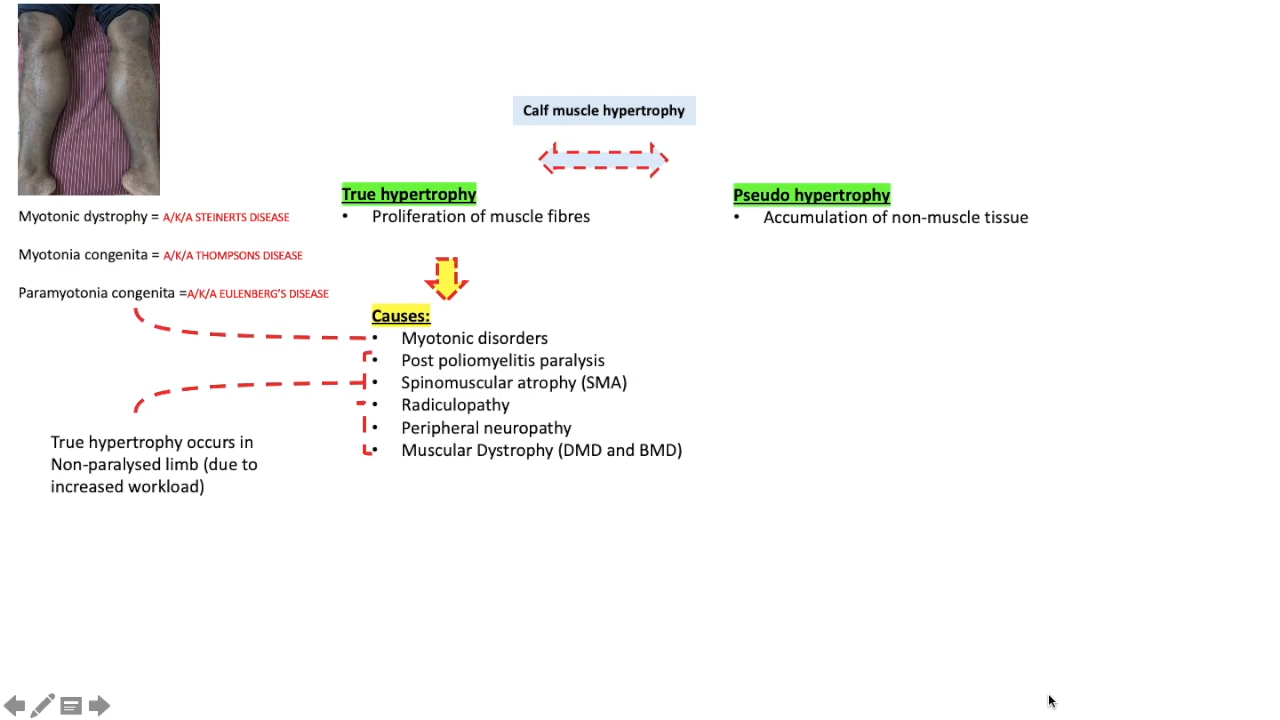 Calf muscle hypertrophy
True hypertrophy
• Proliferation of muscle fibres
Pseudo hypertrophy
• Accumulation of non-muscle tissue
Myotonic dystrophy = A/K/A STEINERTS DISEASE
Myotonia congenita = A/K/A THOMPSONS DISEASE
Paramyotonia congenita =A/K/A EULENBERG'S DISEASE
Causes:
• Myotonic disorders
• Post poliomyelitis paralysis
• Spinomuscular atrophy (SMA)
• Radiculopathy
• Peripheral neuropathy
• Muscular Dystrophy (DMD and BMD)
True hypertrophy occurs in
Non-paralysed limb (due to
increased workload)